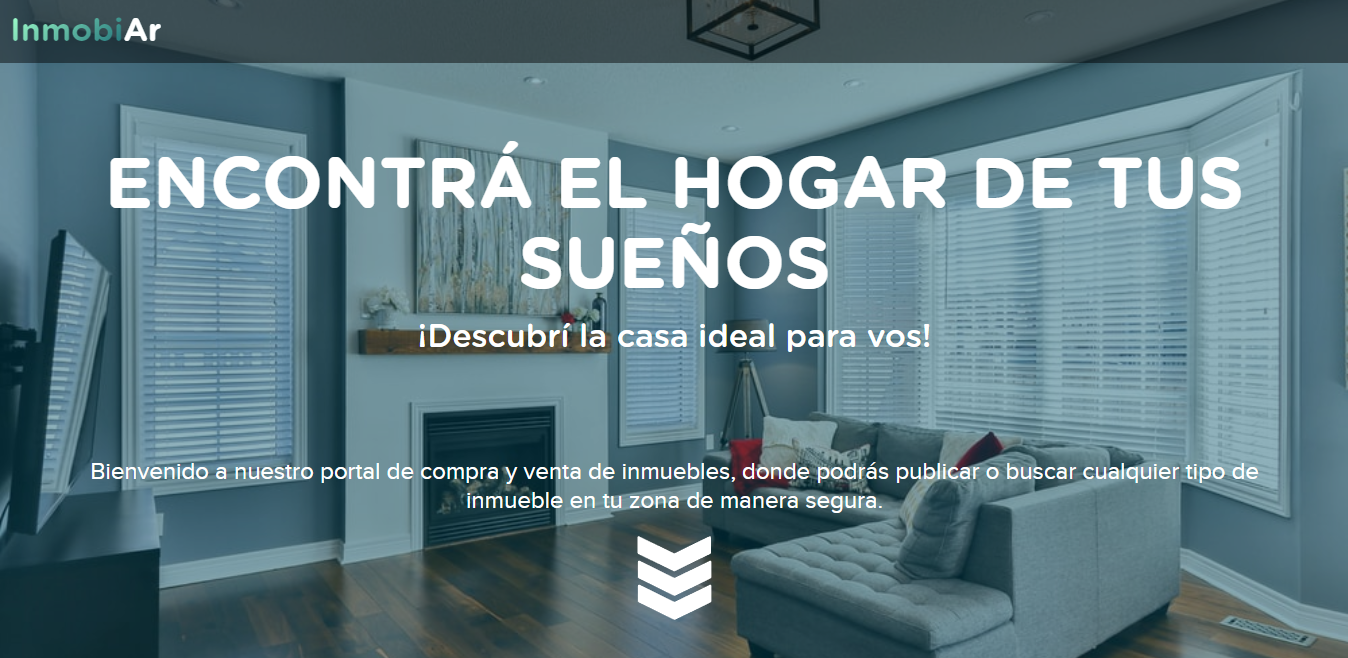 InmobiAr
ENCONTRÁ EL HOGAR DE TUS
SUEÑOS
¡Descubrí la casa ideal para vos!
Bienvenido a nuestro portal de compra y venta de inmuebles, donde podrás publicar o buscar cualquier tipo de
inmueble en tu zona de manera segura.